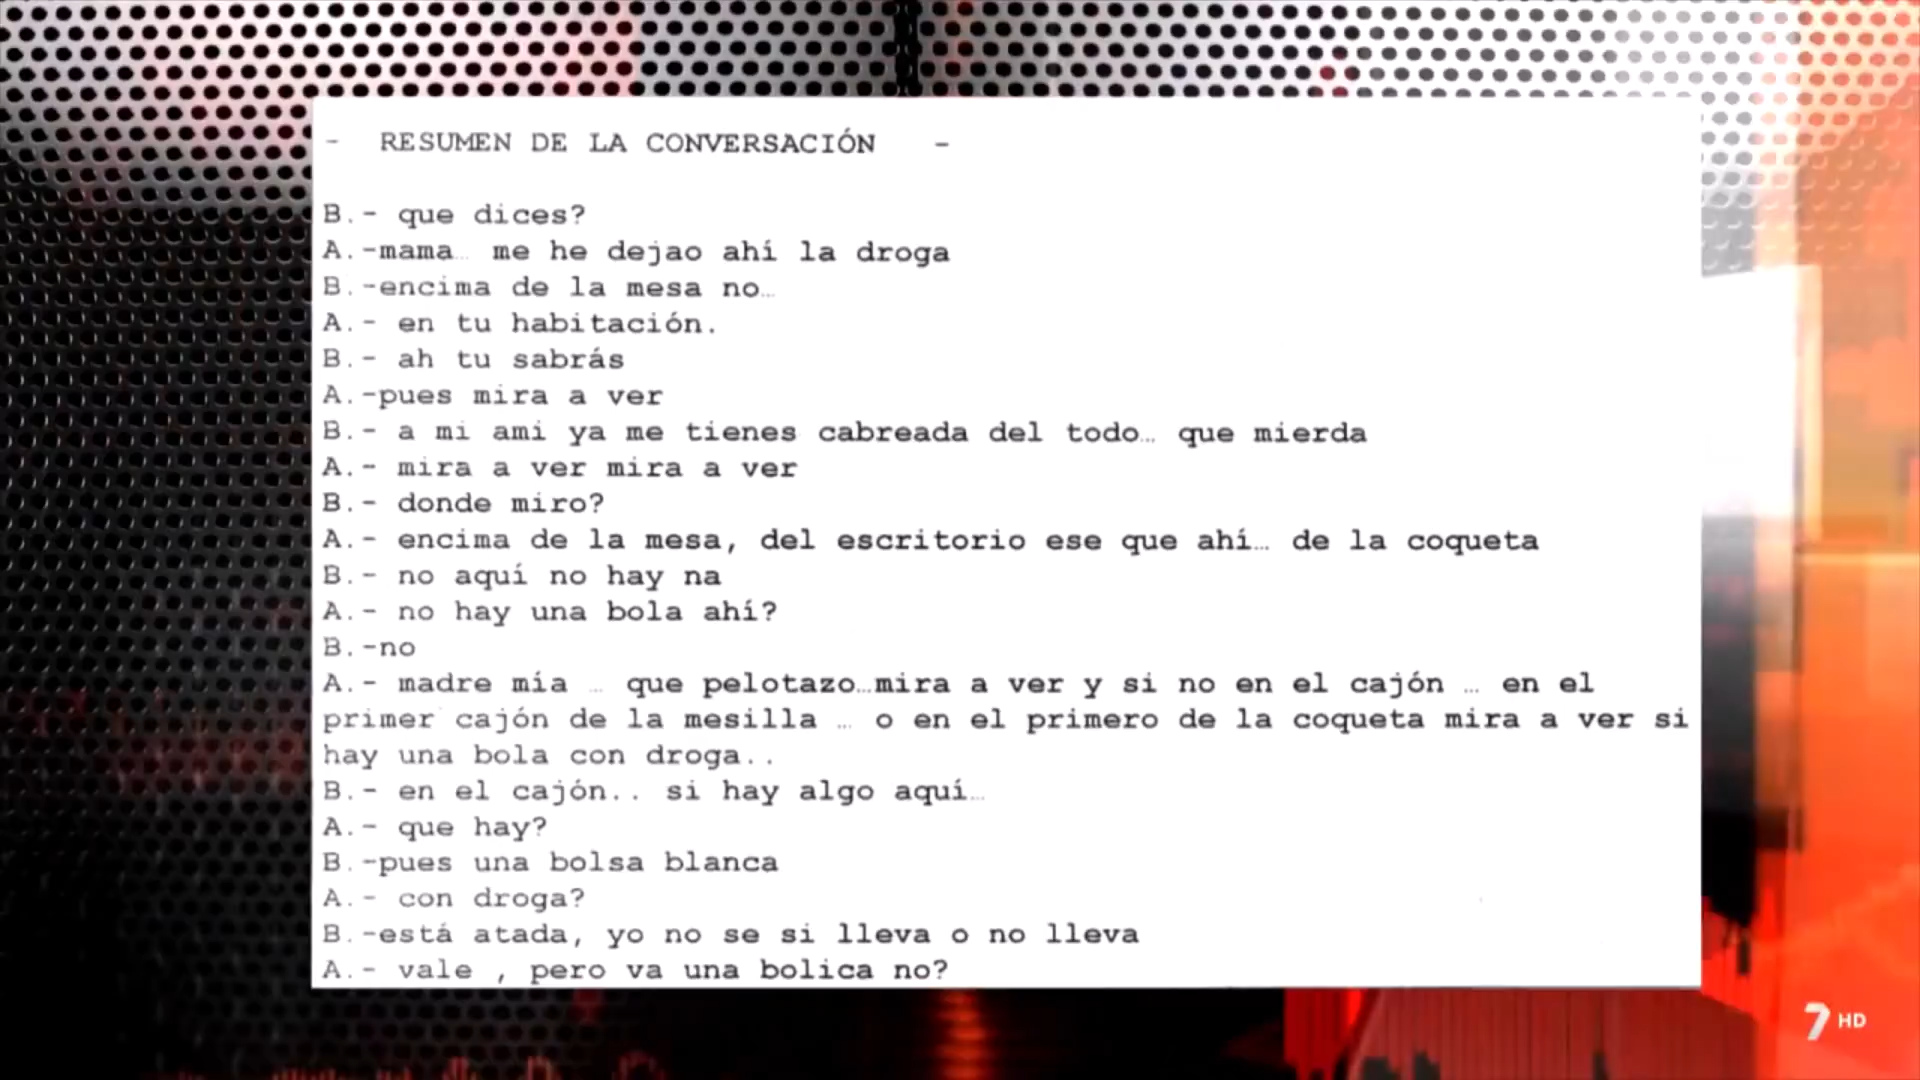 - RESUMEN DE LA CONVERSACIÓN -
B.- que dices?
A.-mama… me he dejao ahí la droga
B.-encima de la mesa no…
A.- en tu habitación.
B.- ah tu sabrás
A.-pues mira a ver
B.- a mi ami ya me tienes cabreada del todo… que mierda
A.- mira a ver mira a ver
B.- donde miro?
A.- encima de la mesa, del escritorio ese que ahí… de la coqueta
B.- no aquí no hay na
A.- no hay una bola ahí?
B.-no
A.- madre mía … que pelotazo…mira a ver y si no en el cajón … en el
primer cajón de la mesilla … o en el primero de la coqueta mira a ver si
hay una bola con droga..
B.- en el cajón.. si hay algo aquí…
A.- que hay?
B.-pues una bolsa blanca
A.- con droga?
B.-está atada, yo no se si lleva o no lleva
A.- vale , pero va una bolica no?
7 HD